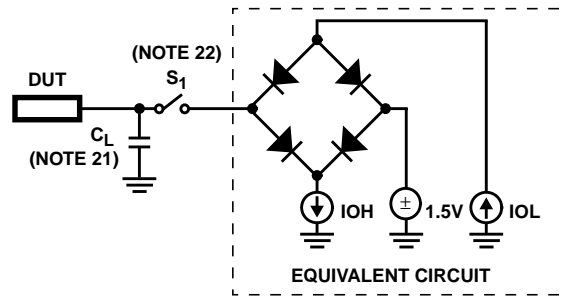 (NOTE 22)
DUT
S1
CL
(NOTE 21)
IOH
±
1.5V
IOL
EQUIVALENT CIRCUIT